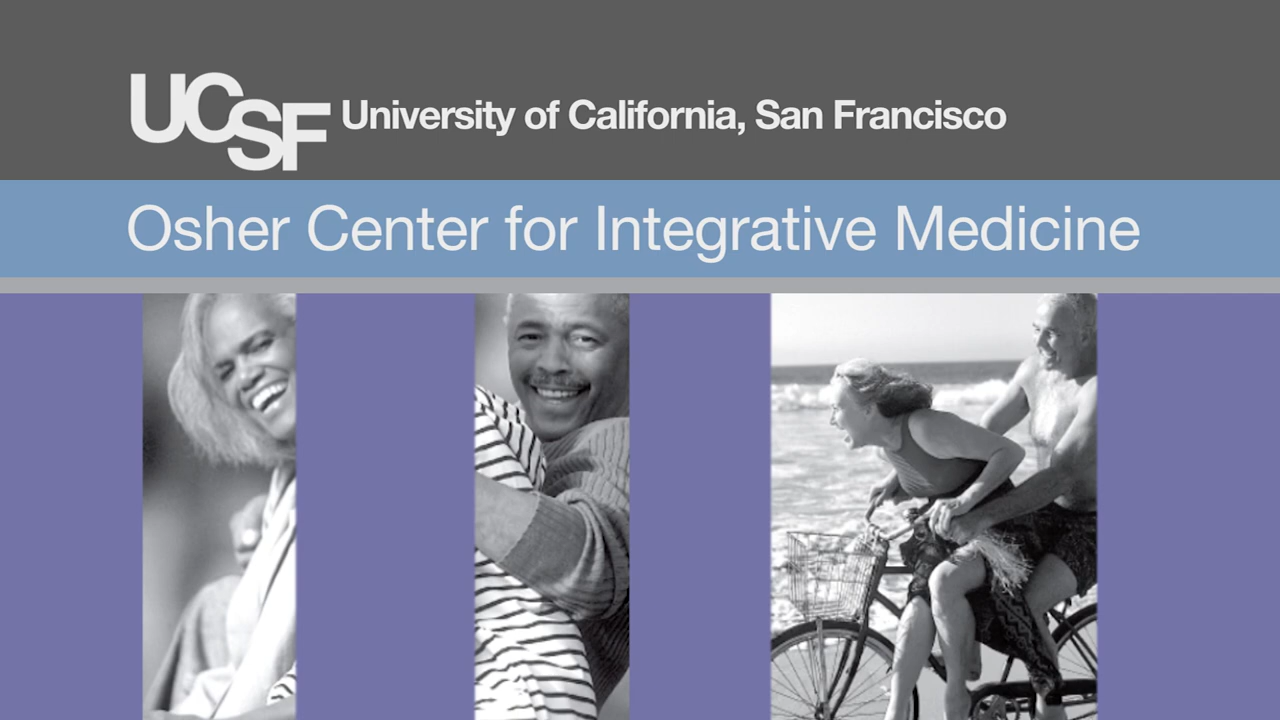 UCSF University of California, San Francisco
Osher Center for Integrative Medicine